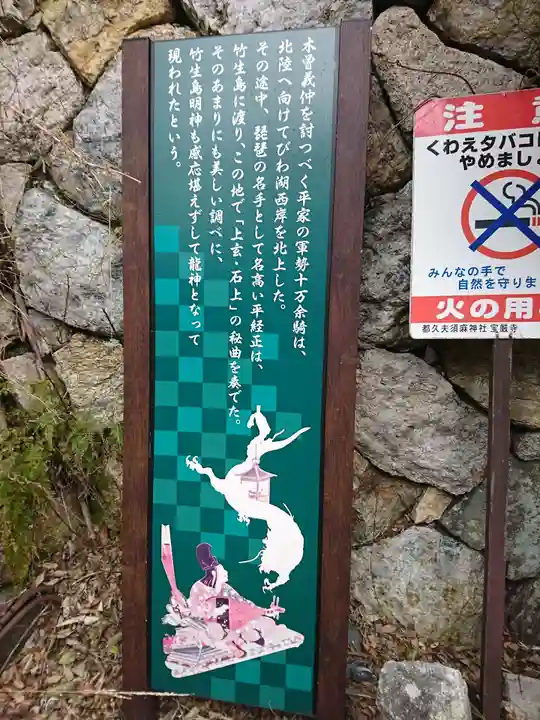 木曽義仲を討つべく平家の軍勢十万余騎は、
北陸へ向けてびわ湖西岸を北上した。
その途中、琵琶の名手として名高い平経正は、
竹生島に渡り、この地で「上玄・石上」の秘曲を奏でた。
そのあまりにも美しい調べに、
竹生島明神も感応堪えずして龍神となって
現われたという。
注
くわえタバコ
やめましょ
みんなの手で
自然を守りま
火の用
都久夫須麻神社 宝厳寺